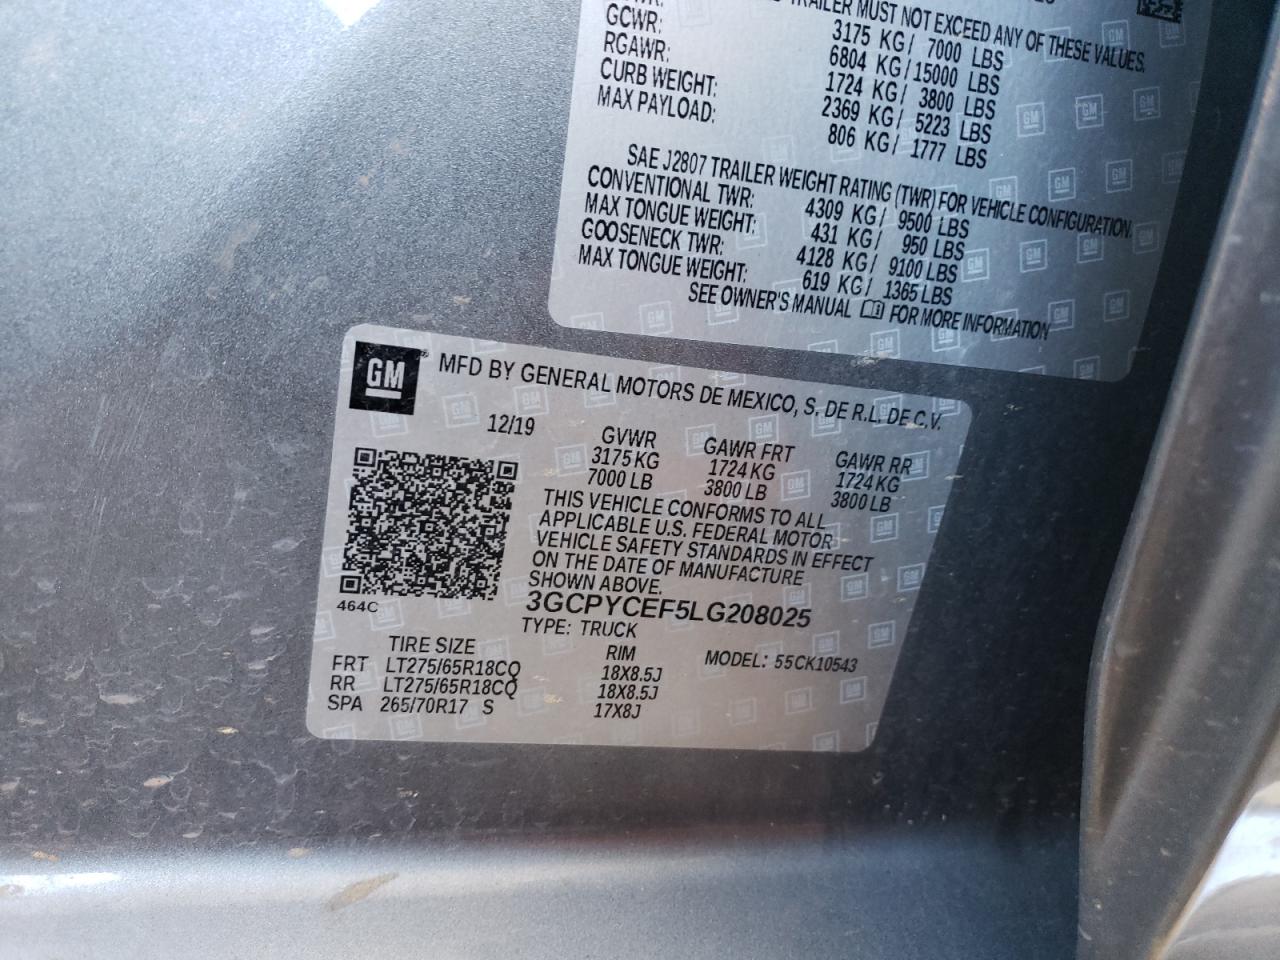 TRAILER MUST NOT EXCEED ANY OF THESE VALUES.
GCWR: 3175 KG/ 7000 LBS
RGAWR: 6804 KG/15000 LBS
CURB WEIGHT: 1724 KG/ 3800 LBS
MAX PAYLOAD: 2369 KG/ 5223 LBS
806 KG/ 1777 LBS
SAE J2807 TRAILER WEIGHT RATING (TWR) FOR VEHICLE CONFIGURATION.
CONVENTIONAL TWR: 4309 KG/ 9500 LBS
MAX TONGUE WEIGHT: 431 KG/ 950 LBS
GOOSENECK TWR: 4128 KG/ 9100 LBS
MAX TONGUE WEIGHT: 619 KG/ 1365 LBS
SEE OWNER'S MANUAL FOR MORE INFORMATION
GM® MFD BY GENERAL MOTORS DE MEXICO, S. DE R.L. DE C.V.
12/19 GVWR GAWR FRT GAWR RR
3175 KG 1724 KG 1724 KG
7000 LB 3800 LB 3800 LB
THIS VEHICLE CONFORMS TO ALL
APPLICABLE U.S. FEDERAL MOTOR
VEHICLE SAFETY STANDARDS IN EFFECT
ON THE DATE OF MANUFACTURE
SHOWN ABOVE.
464C
3GCPYCEF5LG208025
TYPE: TRUCK
TIRE SIZE RIM MODEL: 55CK10543
FRT LT275/65R18CQ 18X8.5J
RR LT275/65R18CQ 18X8.5J
SPA 265/70R17 S 17X8J